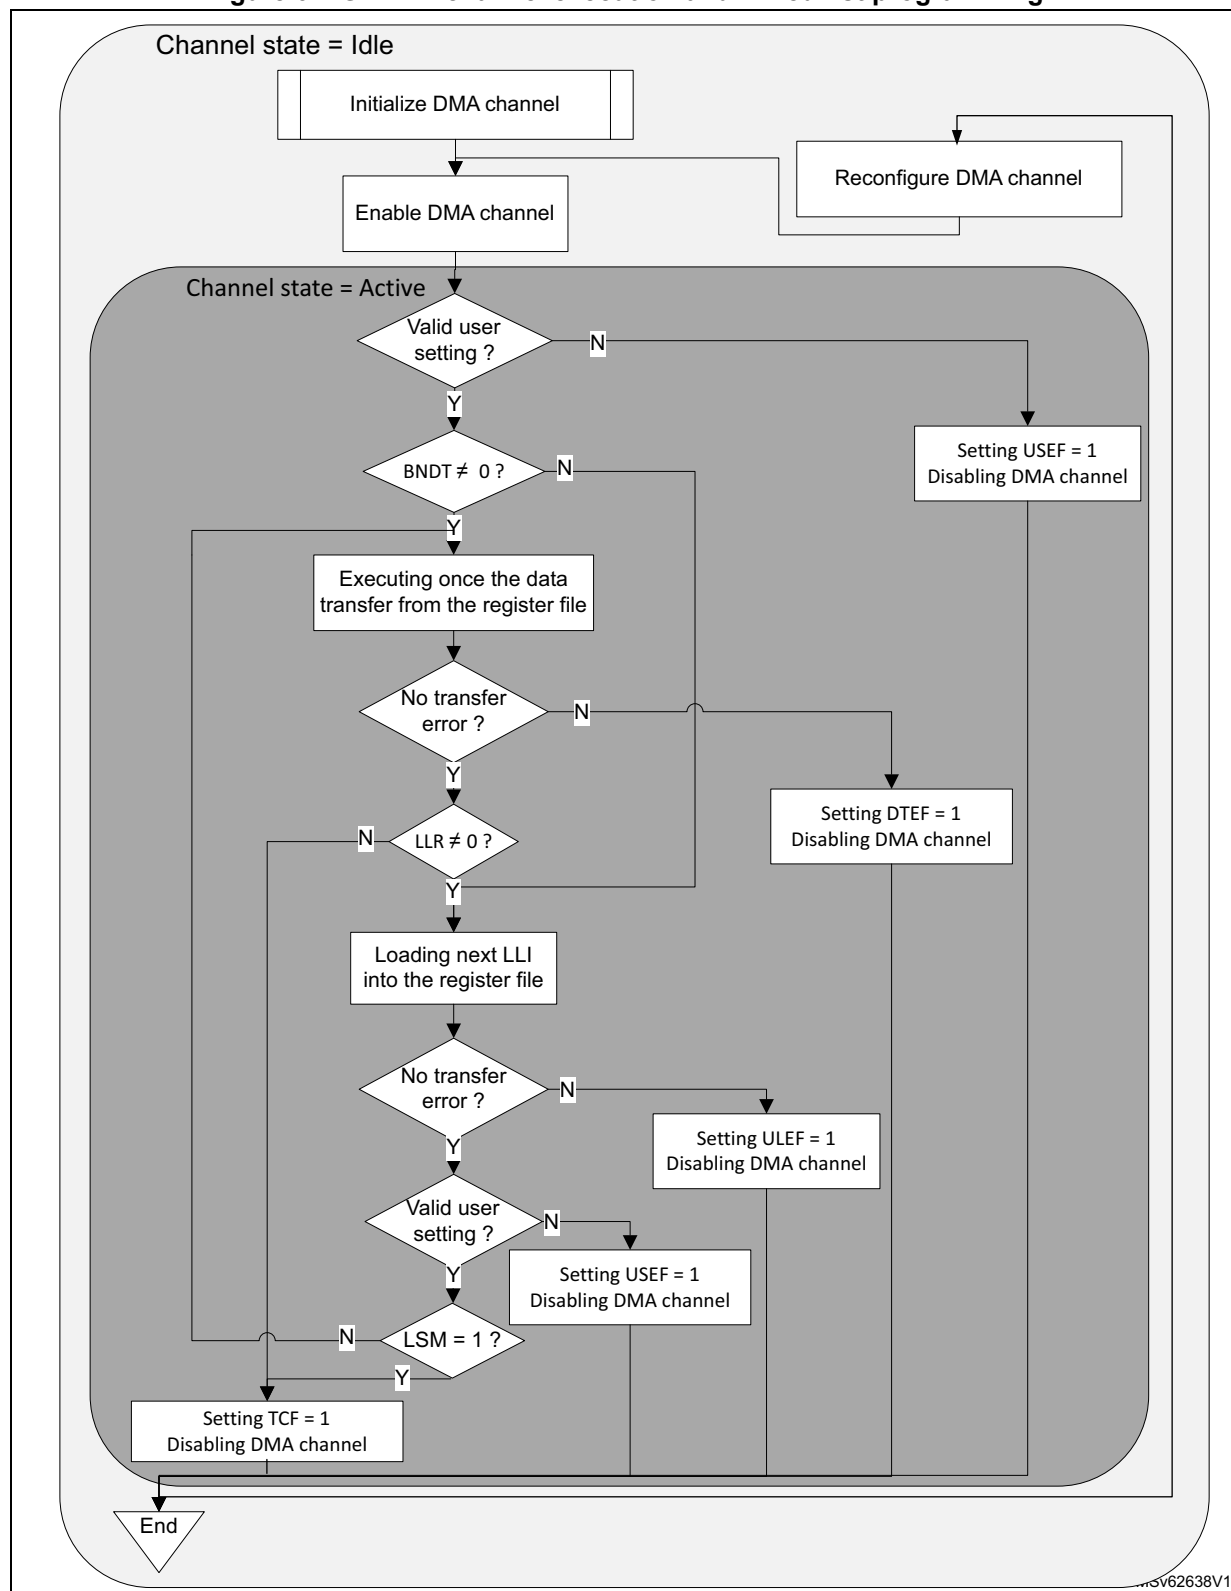 Channel state = Idle
Initialize DMA channel
Reconfigure DMA channel
Enable DMA channel
Channel state = Active
Valid user
setting ?
N
Y
Setting USEF = 1
Disabling DMA channel
BNDT ≠ 0 ?
N
Y
Executing once the data
transfer from the register file
No transfer
error ?
N
Y
Setting DTEF = 1
Disabling DMA channel
LLR ≠ 0 ?
N
Y
Loading next LLI
into the register file
No transfer
error ?
N
Y
Setting ULEF = 1
Disabling DMA channel
Valid user
setting ?
N
Y
Setting USEF = 1
Disabling DMA channel
LSM = 1 ?
N
Y
Setting TCF = 1
Disabling DMA channel
End